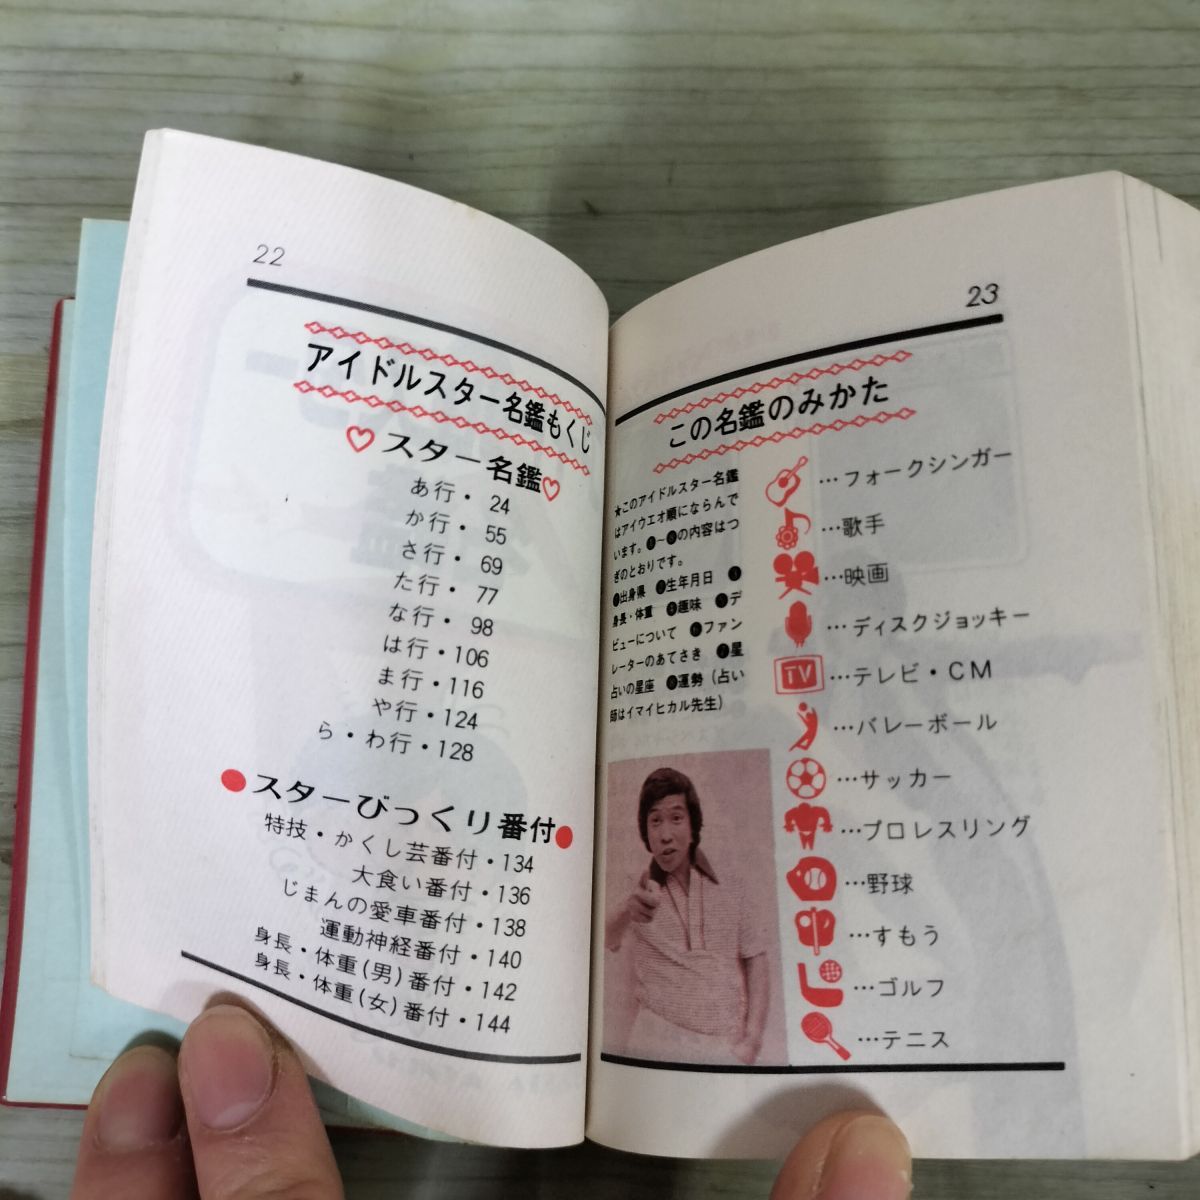 22
アイドルスター名鑑もくじ
♡スター名鑑♡
あ行・24
か行・55
さ行・69
た行・77
な行・98
は行・106
ま行・116
や行・124
ら・わ行・128
●スターびっくり番付●
特技・かくし芸番付・134
大食い番付・136
じまんの愛車番付・138
運動神経番付・140
身長・体重(男)番付・142
身長・体重(女)番付・144
23
この名鑑のみかた
★このアイドルスター名鑑
はアイウエオ順にならんで
います。❶〜❽の内容はつ
ぎのとおりです。
❶出身県 ❷生年月日 ❸
身長・体重 ❹趣味 ❺デ
ビューについて ❻ファン
レターのあてさき ❼星
占いの星座 ❽運勢(占い
師はイマイヒカル先生)
…フォークシンガー
…歌手
…映画
…ディスクジョッキー
TV …テレビ・CM
…バレーボール
…サッカー
…プロレスリング
…野球
…すもう
…ゴルフ
…テニス